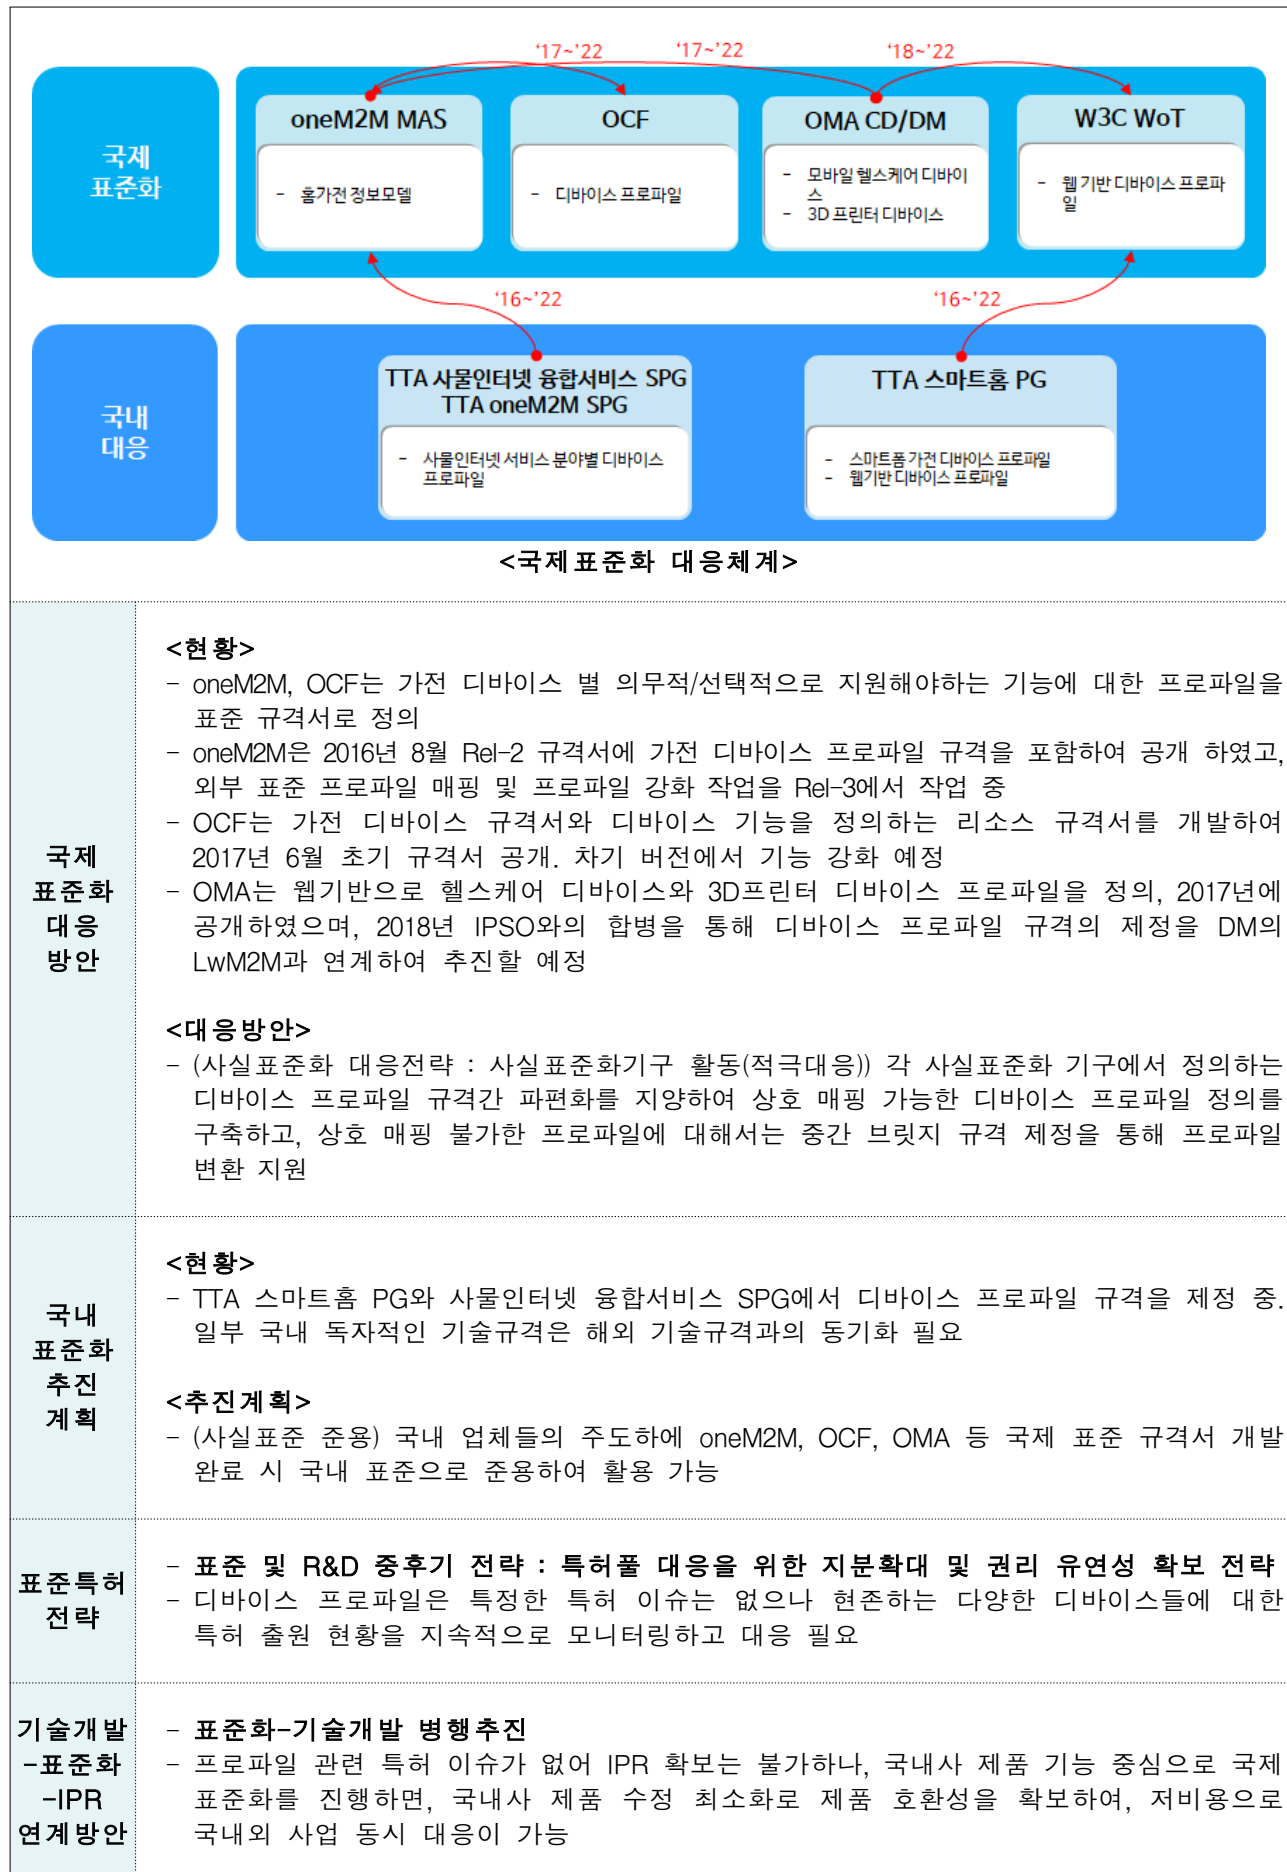 ‘17~’22
‘17~’22
‘18~’22
국제
표준화
oneM2M MAS
- 홈가전 정보모델
OCF
- 디바이스 프로파일
OMA CD/DM
- 모바일 헬스케어 디바이
스
- 3D 프린터 디바이스
W3C WoT
- 웹 기반 디바이스 프로파
일
‘16~’22
‘16~’22
국내
대응
TTA 사물인터넷 융합서비스 SPG
TTA oneM2M SPG
- 사물인터넷 서비스 분야별 디바이스
프로파일
TTA 스마트홈 PG
- 스마트폼 가전 디바이스 프로파일
- 웹기반 디바이스 프로파일
<국제표준화 대응체계>
국제
표준화
대응
방안
<현황>
- oneM2M, OCF는 가전 디바이스 별 의무적/선택적으로 지원해야하는 기능에 대한 프로파일을
표준 규격서로 정의
- oneM2M은 2016년 8월 Rel-2 규격서에 가전 디바이스 프로파일 규격을 포함하여 공개 하였고,
외부 표준 프로파일 매핑 및 프로파일 강화 작업을 Rel-3에서 작업 중
- OCF는 가전 디바이스 규격서와 디바이스 기능을 정의하는 리소스 규격서를 개발하여
2017년 6월 초기 규격서 공개. 차기 버전에서 기능 강화 예정
- OMA는 웹기반으로 헬스케어 디바이스와 3D프린터 디바이스 프로파일을 정의, 2017년에
공개하였으며, 2018년 IPSO와의 합병을 통해 디바이스 프로파일 규격의 제정을 DM의
LwM2M과 연계하여 추진할 예정
<대응방안>
- (사실표준화 대응전략 : 사실표준화기구 활동(적극대응)) 각 사실표준화 기구에서 정의하는
디바이스 프로파일 규격간 파편화를 지양하여 상호 매핑 가능한 디바이스 프로파일 정의를
구축하고, 상호 매핑 불가한 프로파일에 대해서는 중간 브릿지 규격 제정을 통해 프로파일
변환 지원
국내
표준화
추진
계획
<현황>
- TTA 스마트홈 PG와 사물인터넷 융합서비스 SPG에서 디바이스 프로파일 규격을 제정 중.
일부 국내 독자적인 기술규격은 해외 기술규격과의 동기화 필요
<추진계획>
- (사실표준 준용) 국내 업체들의 주도하에 oneM2M, OCF, OMA 등 국제 표준 규격서 개발
완료 시 국내 표준으로 준용하여 활용 가능
표준특허
전략
- 표준 및 R&D 중후기 전략 : 특허풀 대응을 위한 지분확대 및 권리 유연성 확보 전략
- 디바이스 프로파일은 특정한 특허 이슈는 없으나 현존하는 다양한 디바이스들에 대한
특허 출원 현황을 지속적으로 모니터링하고 대응 필요
기술개발
-표준화
-IPR
연계방안
- 표준화-기술개발 병행추진
- 프로파일 관련 특허 이슈가 없어 IPR 확보는 불가하나, 국내사 제품 기능 중심으로 국제
표준화를 진행하면, 국내사 제품 수정 최소화로 제품 호환성을 확보하여, 저비용으로
국내외 사업 동시 대응이 가능